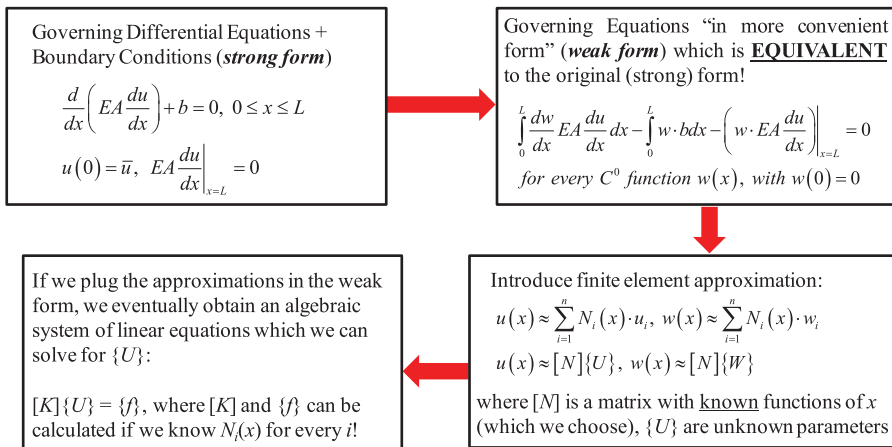 Governing Differential Equations +
Boundary Conditions (strong form)
d/dx(EA du/dx) + b = 0, 0 ≤ x ≤ L
u(0) = ū, EA du/dx|x=L = 0
Governing Equations “in more convenient
form” (weak form) which is EQUIVALENT
to the original (strong) form!
∫₀ᴸ dw/dx EA du/dx dx − ∫₀ᴸ w·bdx − (w·EA du/dx)|x=L = 0
for every C⁰ function w(x), with w(0) = 0
Introduce finite element approximation:
u(x) ≈ ∑ᵢ₌₁ⁿ Nᵢ(x)·uᵢ, w(x) ≈ ∑ᵢ₌₁ⁿ Nᵢ(x)·wᵢ
u(x) ≈ [N]{U}, w(x) ≈ [N]{W}
where [N] is a matrix with known functions of x
(which we choose), {U} are unknown parameters
If we plug the approximations in the weak
form, we eventually obtain an algebraic
system of linear equations which we can
solve for {U}:
[K]{U} = {f}, where [K] and {f} can be
calculated if we know Nᵢ(x) for every i!